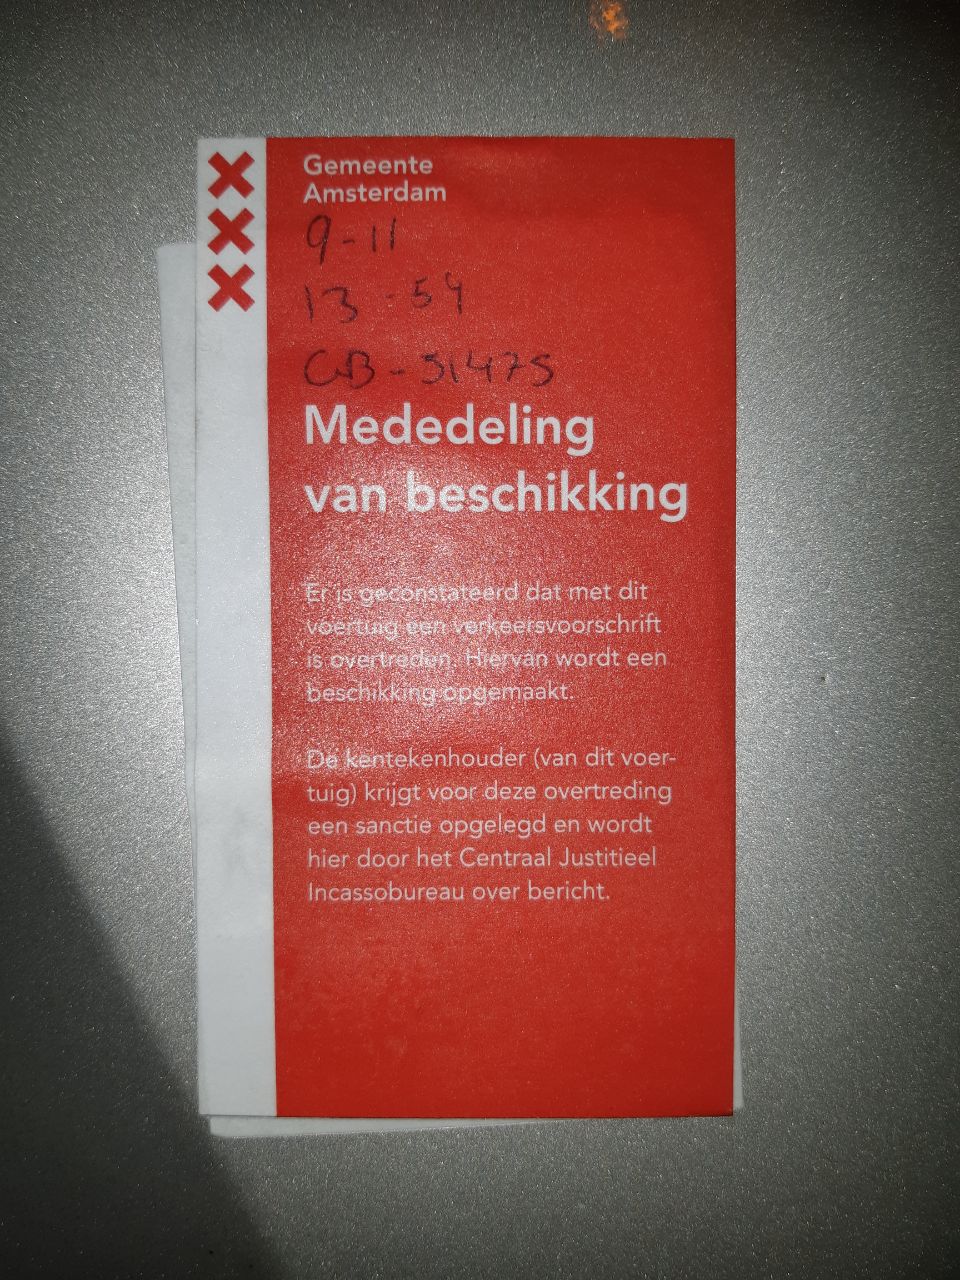 Gemeente
Amsterdam
9-11
13-54
CB-31475
Mededeling
van beschikking
Er is geconstateerd dat met dit
voertuig een verkeersvoorschrift
is overtreden. Hiervan wordt een
beschikking opgemaakt.
De kentekenhouder (van dit voer-
tuig) krijgt voor deze overtreding
een sanctie opgelegd en wordt
hier door het Centraal Justitieel
Incassobureau over bericht.